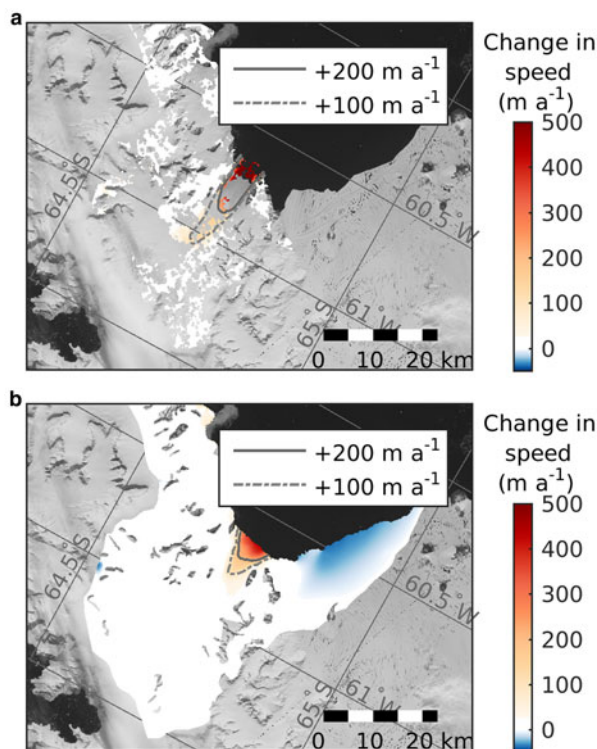 a
+200 m a⁻¹
+100 m a⁻¹
64.5°S
60.5°W
65°S
61°W
0 10 20 km
Change in
speed
(m a⁻¹)
500
400
300
200
100
0
b
+200 m a⁻¹
+100 m a⁻¹
64.5°S
60.5°W
65°S
61°W
0 10 20 km
Change in
speed
(m a⁻¹)
500
400
300
200
100
0